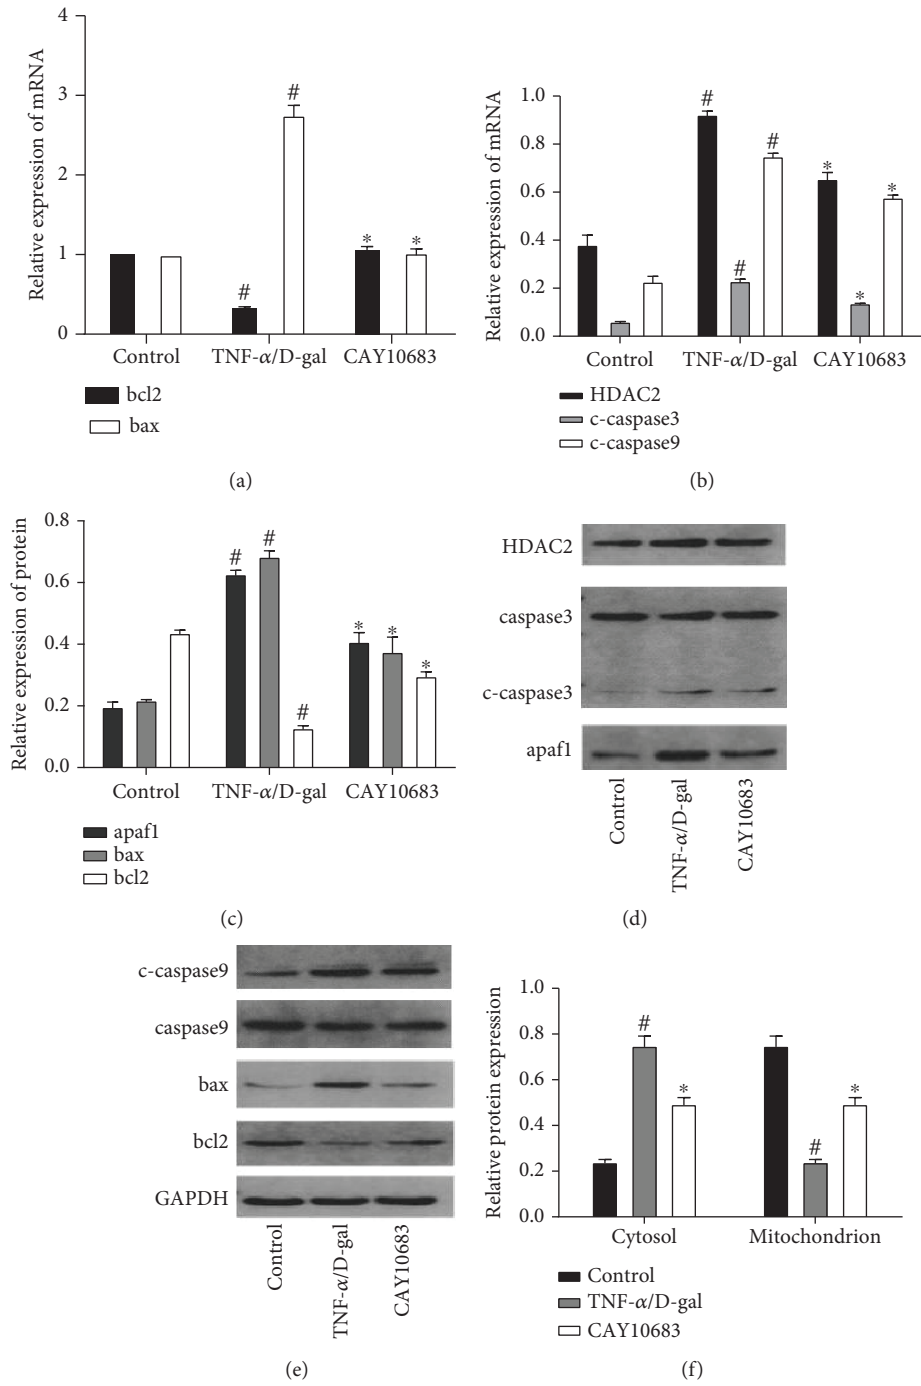 4
3
2
1
0
Relative expression of mRNA
#
#
*
*
Control
TNF-α/D-gal
CAY10683
bcl2
bax
(a)
1.0
0.8
0.6
0.4
0.2
0.0
Relative expression of mRNA
#
#
#
*
*
*
Control
TNF-α/D-gal
CAY10683
HDAC2
c-caspase3
c-caspase9
(b)
0.8
0.6
0.4
0.2
0.0
Relative expression of protein
#
#
#
*
*
*
Control
TNF-α/D-gal
CAY10683
apaf1
bax
bcl2
(c)
HDAC2
caspase3
c-caspase3
apaf1
Control
TNF-α/D-gal
CAY10683
(d)
c-caspase9
caspase9
bax
bcl2
GAPDH
Control
TNF-α/D-gal
CAY10683
(e)
1.0
0.8
0.6
0.4
0.2
0.0
Relative protein expression
#
*
#
*
Cytosol
Mitochondrion
Control
TNF-α/D-gal
CAY10683
(f)